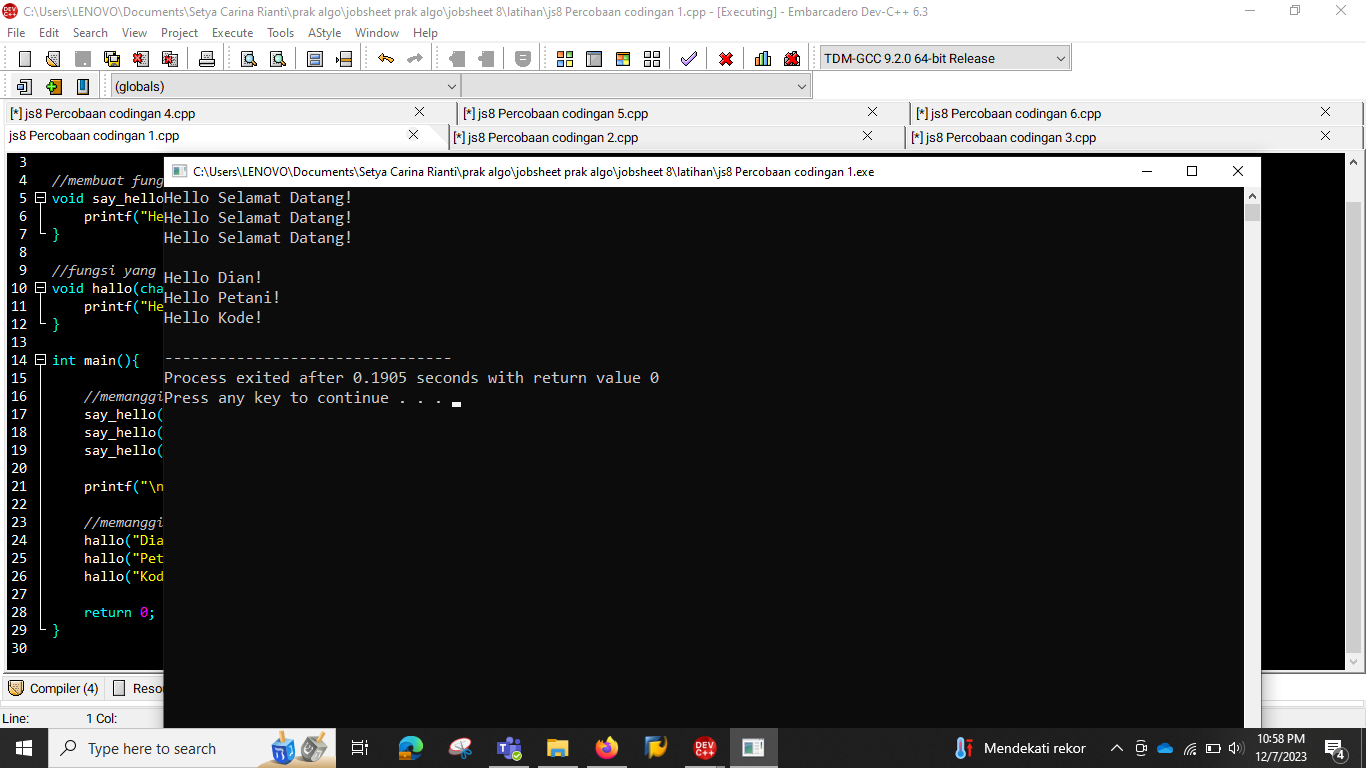 C:\Users\LENOVO\Documents\Setya Carina Rianti\prak algo\jobsheet prak algo\jobsheet 8\latihan\js8 Percobaan codingan 1.cpp - [Executing] - Embarcadero Dev-C++ 6.3
File Edit Search View Project Execute Tools AStyle Window Help
TDM-GCC 9.2.0 64-bit Release
(globals)
[*] js8 Percobaan codingan 4.cpp [*] js8 Percobaan codingan 5.cpp [*] js8 Percobaan codingan 6.cpp
js8 Percobaan codingan 1.cpp [*] js8 Percobaan codingan 2.cpp [*] js8 Percobaan codingan 3.cpp
3
4 //membuat fung
5 void say_hello
6 printf("He
7 }
8
9 //fungsi yang
10 void hallo(cha
11 printf("He
12 }
13
14 int main(){
15
16 //memanggi
17 say_hello(
18 say_hello(
19 say_hello(
20
21 printf("\n
22
23 //memanggi
24 hallo("Dia
25 hallo("Pet
26 hallo("Kod
27
28 return 0;
29 }
30
C:\Users\LENOVO\Documents\Setya Carina Rianti\prak algo\jobsheet prak algo\jobsheet 8\latihan\js8 Percobaan codingan 1.exe
Hello Selamat Datang!
Hello Selamat Datang!
Hello Selamat Datang!
Hello Dian!
Hello Petani!
Hello Kode!
--------------------------------
Process exited after 0.1905 seconds with return value 0
Press any key to continue . . .
Compiler (4) Reso
Line: 1 Col:
Type here to search
DEV C++
Mendekati rekor
10:58 PM
12/7/2023
4